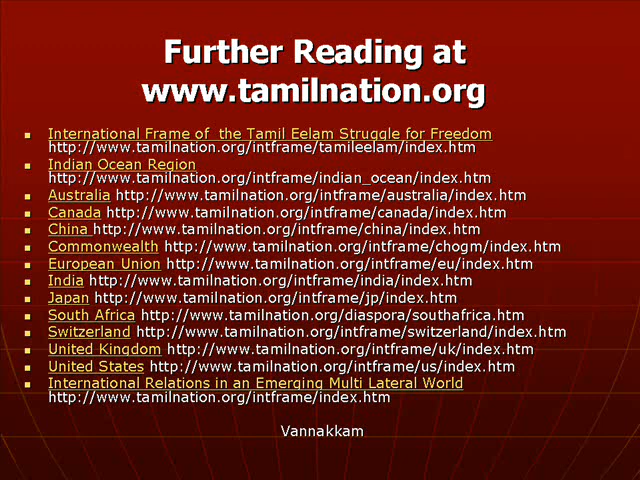 Further Reading at
www.tamilnation.org
International Frame of the Tamil Eelam Struggle for Freedom
http://www.tamilnation.org/intframe/tamileelam/index.htm
Indian Ocean Region
http://www.tamilnation.org/intframe/indian_ocean/index.htm
Australia http://www.tamilnation.org/intframe/australia/index.htm
Canada http://www.tamilnation.org/intframe/canada/index.htm
China http://www.tamilnation.org/intframe/china/index.htm
Commonwealth http://www.tamilnation.org/intframe/chogm/index.htm
European Union http://www.tamilnation.org/intframe/eu/index.htm
India http://www.tamilnation.org/intframe/india/index.htm
Japan http://www.tamilnation.org/intframe/jp/index.htm
South Africa http://www.tamilnation.org/diaspora/southafrica.htm
Switzerland http://www.tamilnation.org/intframe/switzerland/index.htm
United Kingdom http://www.tamilnation.org/intframe/uk/index.htm
United States http://www.tamilnation.org/intframe/us/index.htm
International Relations in an Emerging Multi Lateral World
http://www.tamilnation.org/intframe/index.htm
Vannakkam